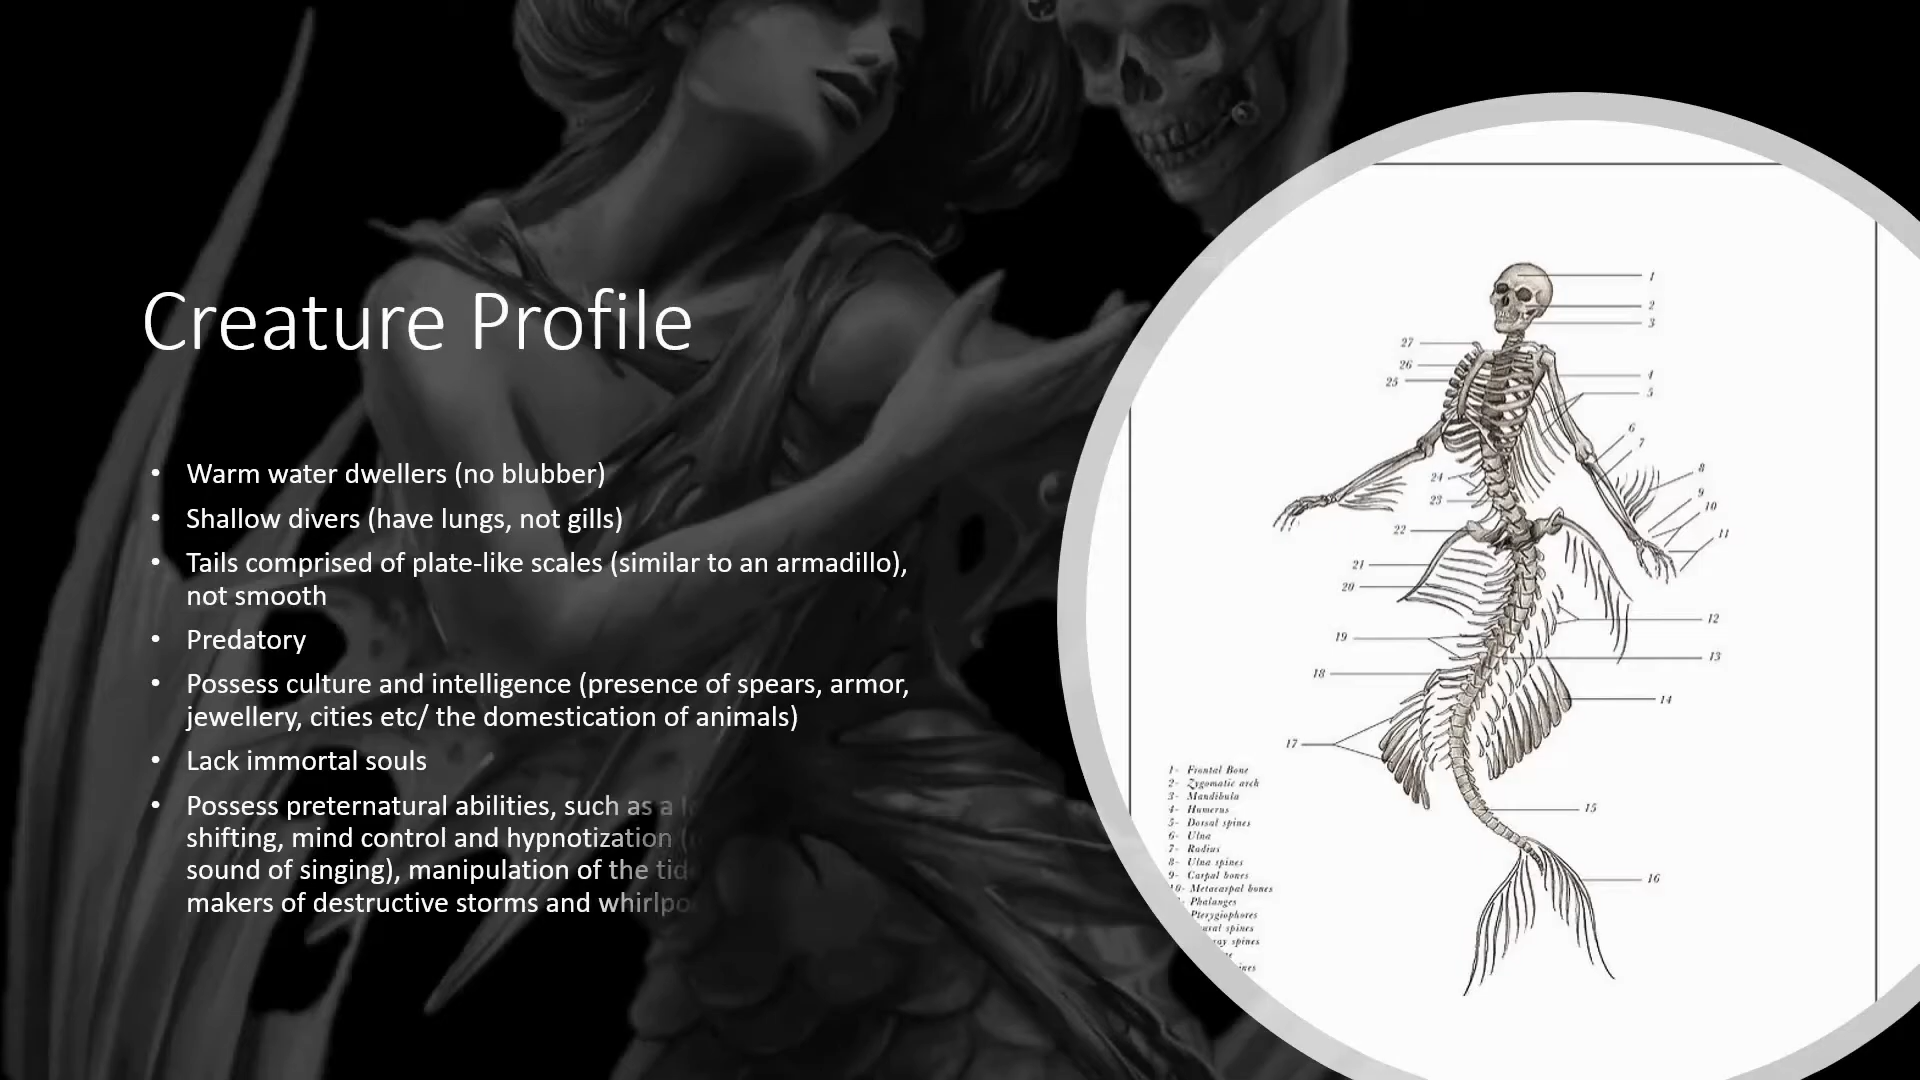 Creature Profile
• Warm water dwellers (no blubber)
• Shallow divers (have lungs, not gills)
• Tails comprised of plate-like scales (similar to an armadillo),
not smooth
• Predatory
• Possess culture and intelligence (presence of spears, armor,
jewellery, cities etc/ the domestication of animals)
• Lack immortal souls
• Possess preternatural abilities, such as a
shifting, mind control and hypnotization
sound of singing), manipulation of the
makers of destructive storms and
1
2
3
27
26
25
4
5
6
7
8
9
10
11
24
23
22
21
20
12
19
13
18
14
17
15
16
1- Frontal Bone
2- Zygomatic arch
3- Mandibula
4- Humerus
5- Dorsal spines
6- Ulna
7- Radius
8- Ulna spines
9- Carpal bones
10- Metacarpal bones
Phalanges
Pterygiophores
spines
spines